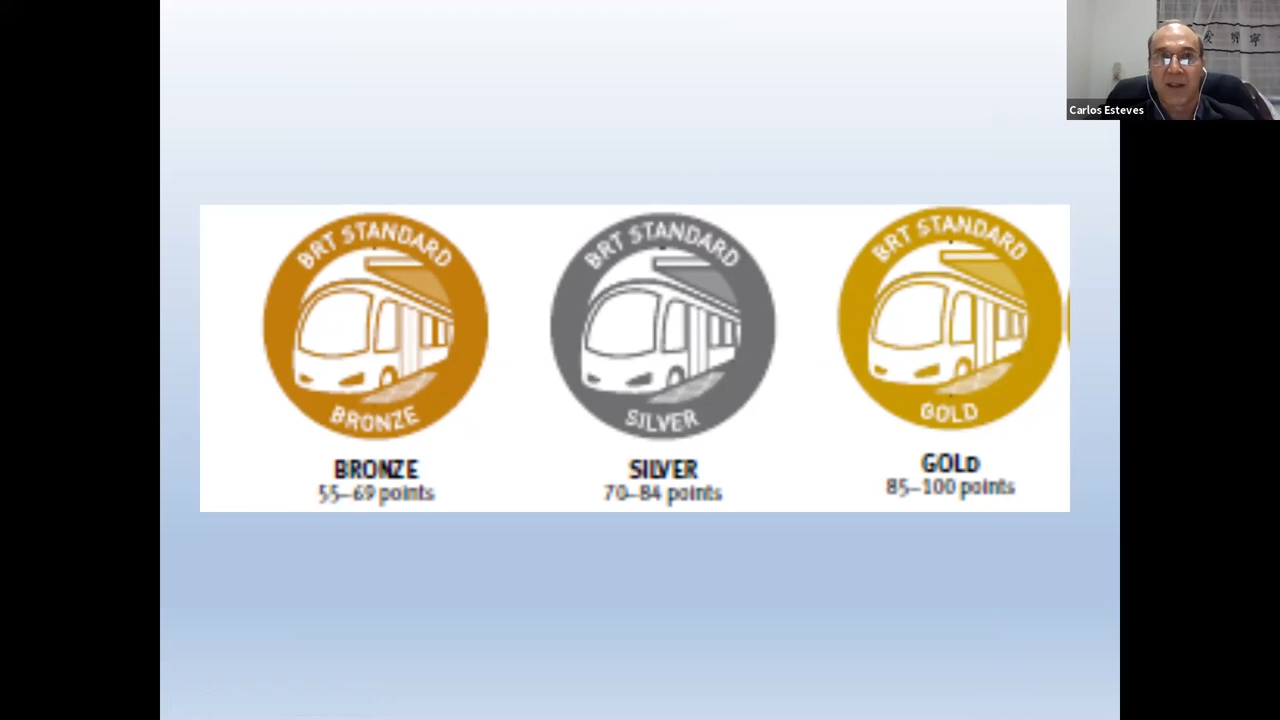 Carlos Esteves
BRT STANDARD
BRONZE
BRONZE
55–69 points
BRT STANDARD
SILVER
SILVER
70–84 points
BRT STANDARD
GOLD
GOLD
85–100 points